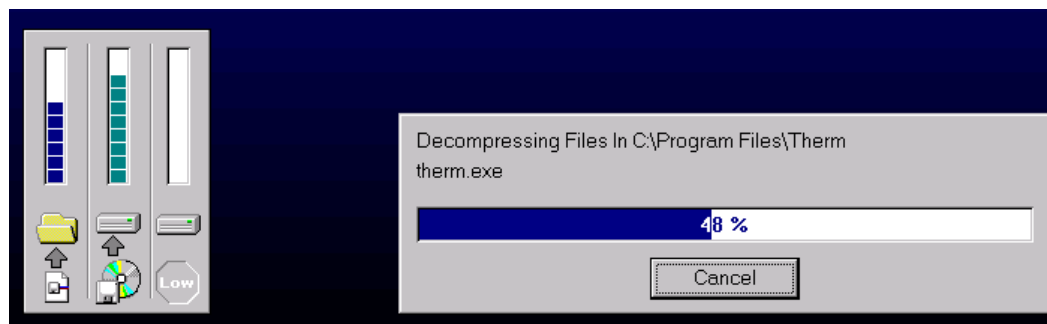 Low
Decompressing Files In C:\Program Files\Therm
therm.exe
48 %
Cancel